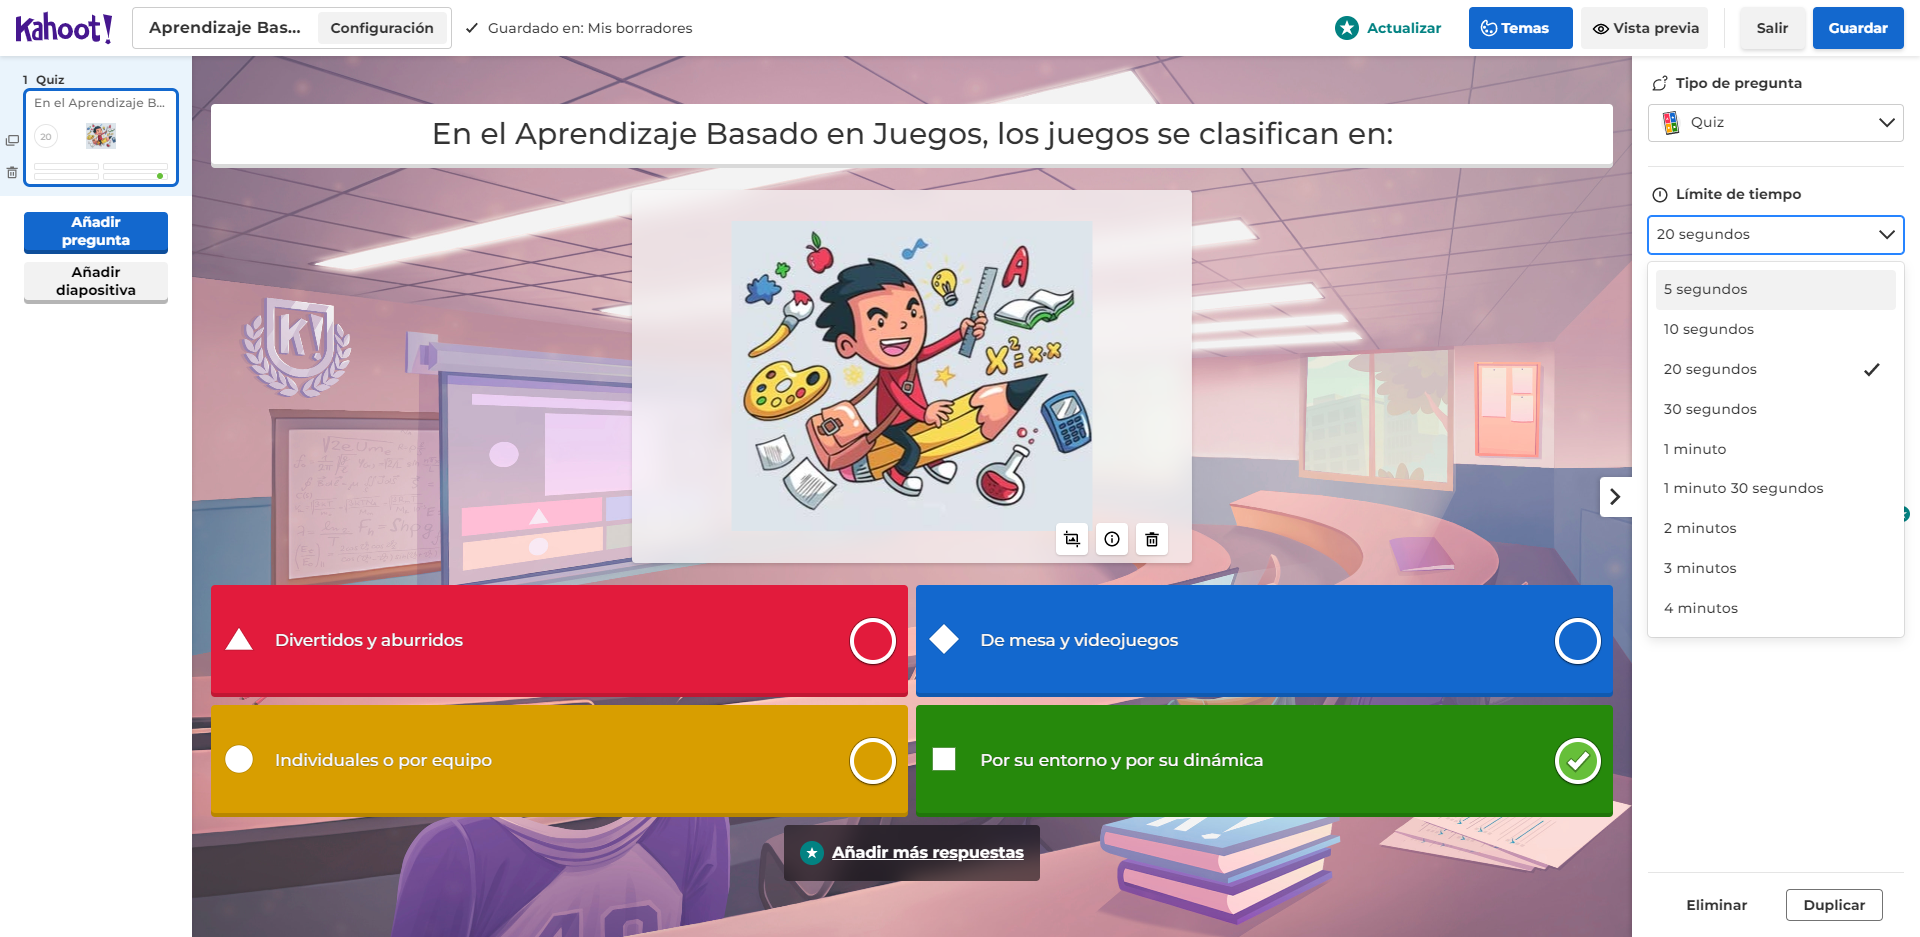 Kahoot!
Aprendizaje Bas...
Configuración
Guardado en: Mis borradores
Actualizar
Temas
Vista previa
Salir
Guardar
1 Quiz
En el Aprendizaje B...
20
Añadir
pregunta
Añadir
diapositiva
En el Aprendizaje Basado en Juegos, los juegos se clasifican en:
K!
A
X²=x·x
Divertidos y aburridos
De mesa y videojuegos
Individuales o por equipo
Por su entorno y por su dinámica
Añadir más respuestas
Tipo de pregunta
Quiz
Límite de tiempo
20 segundos
5 segundos
10 segundos
20 segundos
30 segundos
1 minuto
1 minuto 30 segundos
2 minutos
3 minutos
4 minutos
Eliminar
Duplicar